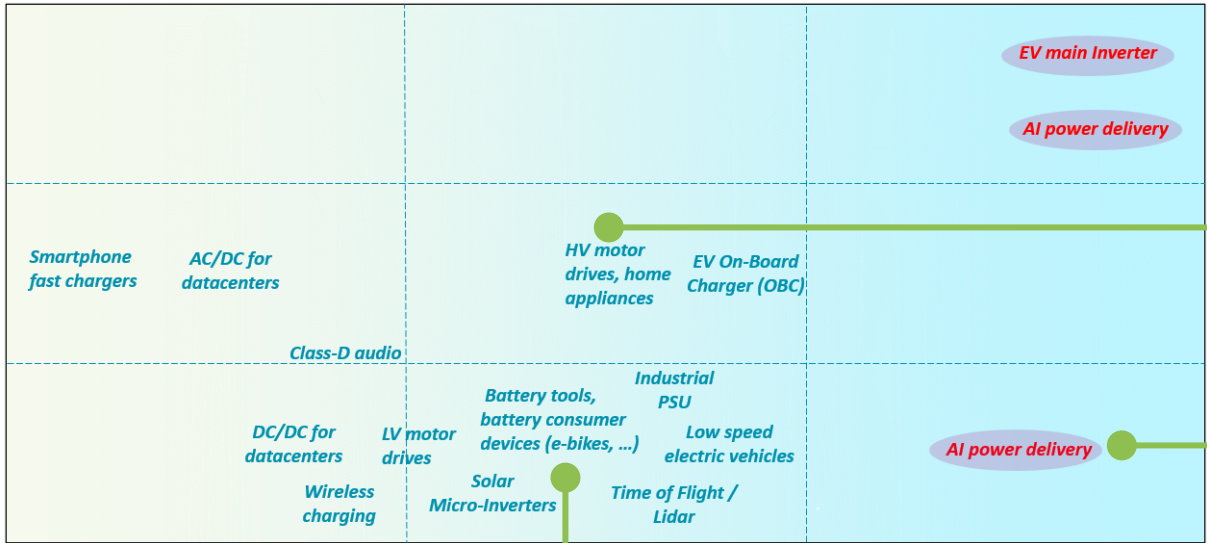 EV main Inverter
AI power delivery
Smartphone
fast chargers
AC/DC for
datacenters
HV motor
drives, home
appliances
EV On-Board
Charger (OBC)
Class-D audio
Industrial
PSU
Battery tools,
battery consumer
devices (e-bikes, ...)
DC/DC for
datacenters
LV motor
drives
Low speed
electric vehicles
AI power delivery
Wireless
charging
Solar
Micro-Inverters
Time of Flight /
Lidar